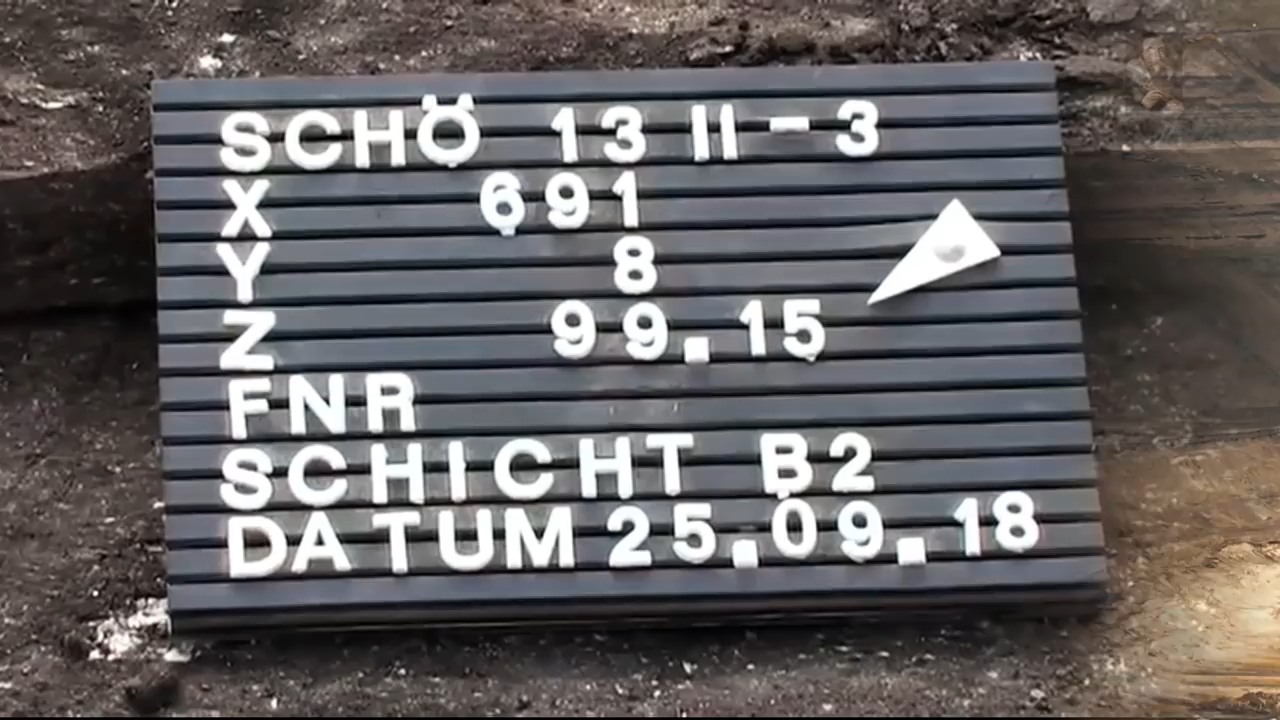 SCHÖ 13 II-3
X 691
Y 8
Z 99.15
FNR
SCHICHT B2
DATUM 25.09.18